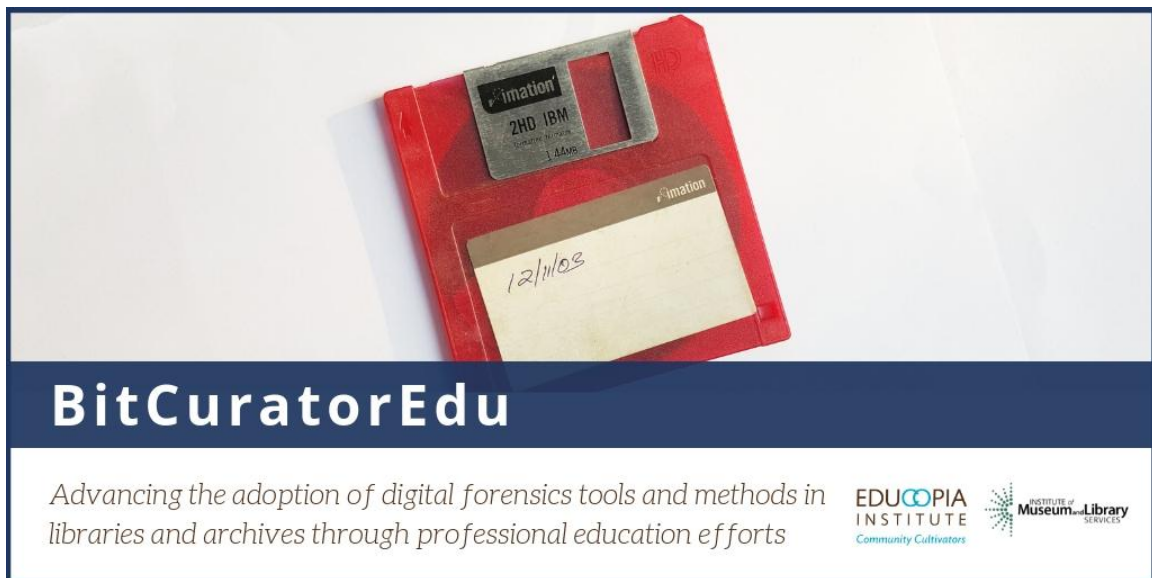 HD
imation
2HD IBM
1.44MB
imation
12/11/03
BitCuratorEdu
Advancing the adoption of digital forensics tools and methods in
libraries and archives through professional education efforts
EDUCOPIA
INSTITUTE
Community Cultivators
INSTITUTE of
Museum and Library
SERVICES